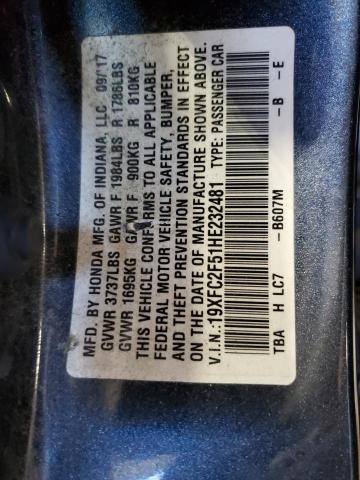 MFD. BY HONDA MFG. OF INDIANA, LLC 09/17
GVWR 3737LBS GAWR F 1984LBS R 1786LBS
GVWR 1695KG GAWR F 900KG R 810KG
THIS VEHICLE CONFORMS TO ALL APPLICABLE
FEDERAL MOTOR VEHICLE SAFETY, BUMPER,
AND THEFT PREVENTION STANDARDS IN EFFECT
ON THE DATE OF MANUFACTURE SHOWN ABOVE.
V.I.N.:19XFC2F51HE232481 TYPE: PASSENGER CAR
TBA H LC7 - B607M - B - E